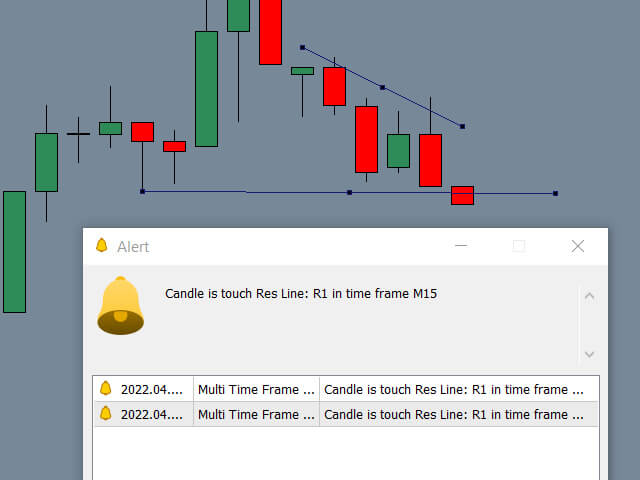 Alert
Candle is touch Res Line: R1 in time frame M15
2022.04.... Multi Time Frame ... Candle is touch Res Line: R1 in time frame ...
2022.04.... Multi Time Frame ... Candle is touch Res Line: R1 in time frame ...